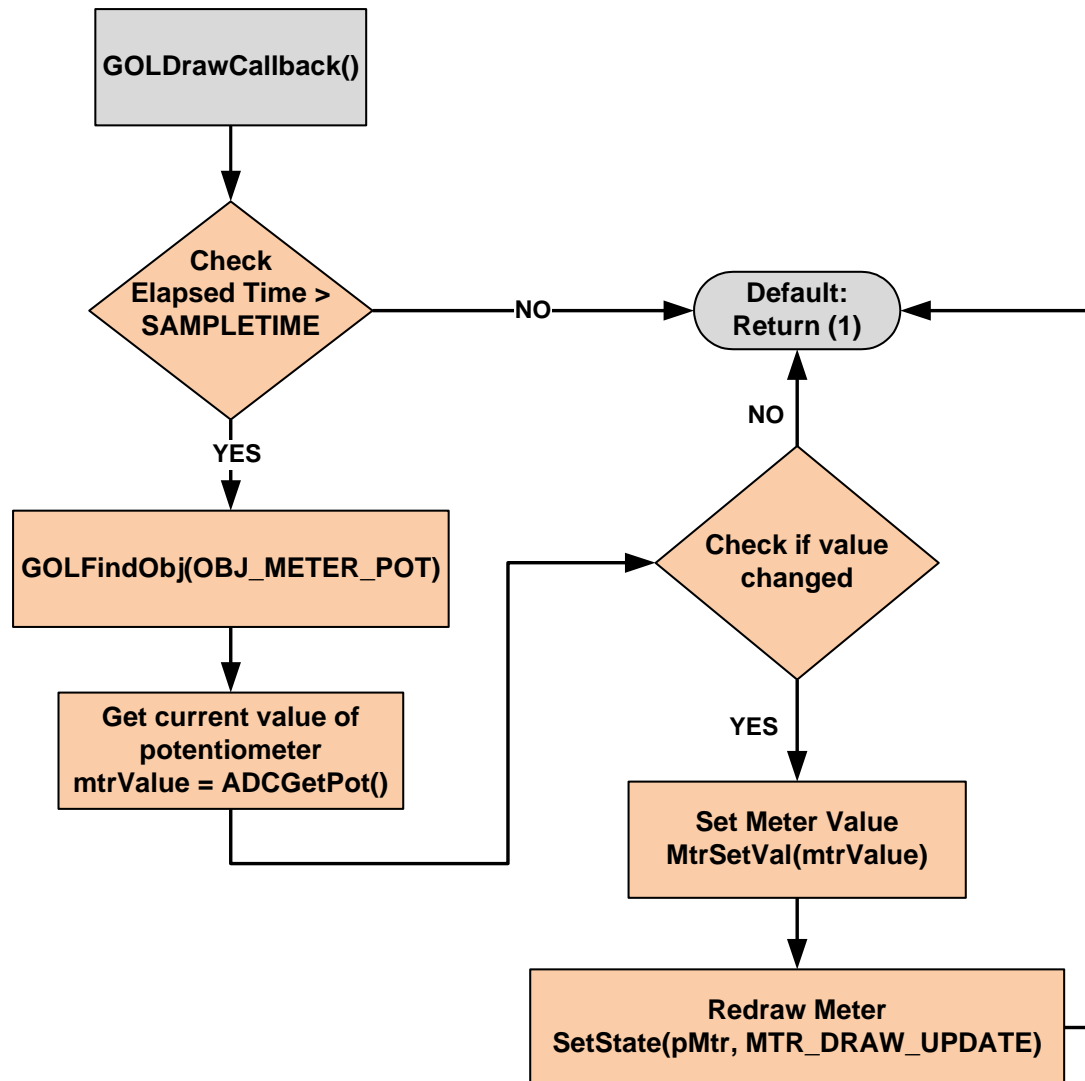 GOLDrawCallback()
Check
Elapsed Time >
SAMPLETIME
NO
Default:
Return (1)
YES
NO
GOLFindObj(OBJ_METER_POT)
Check if value
changed
Get current value of
potentiometer
mtrValue = ADCGetPot()
YES
Set Meter Value
MtrSetVal(mtrValue)
Redraw Meter
SetState(pMtr, MTR_DRAW_UPDATE)